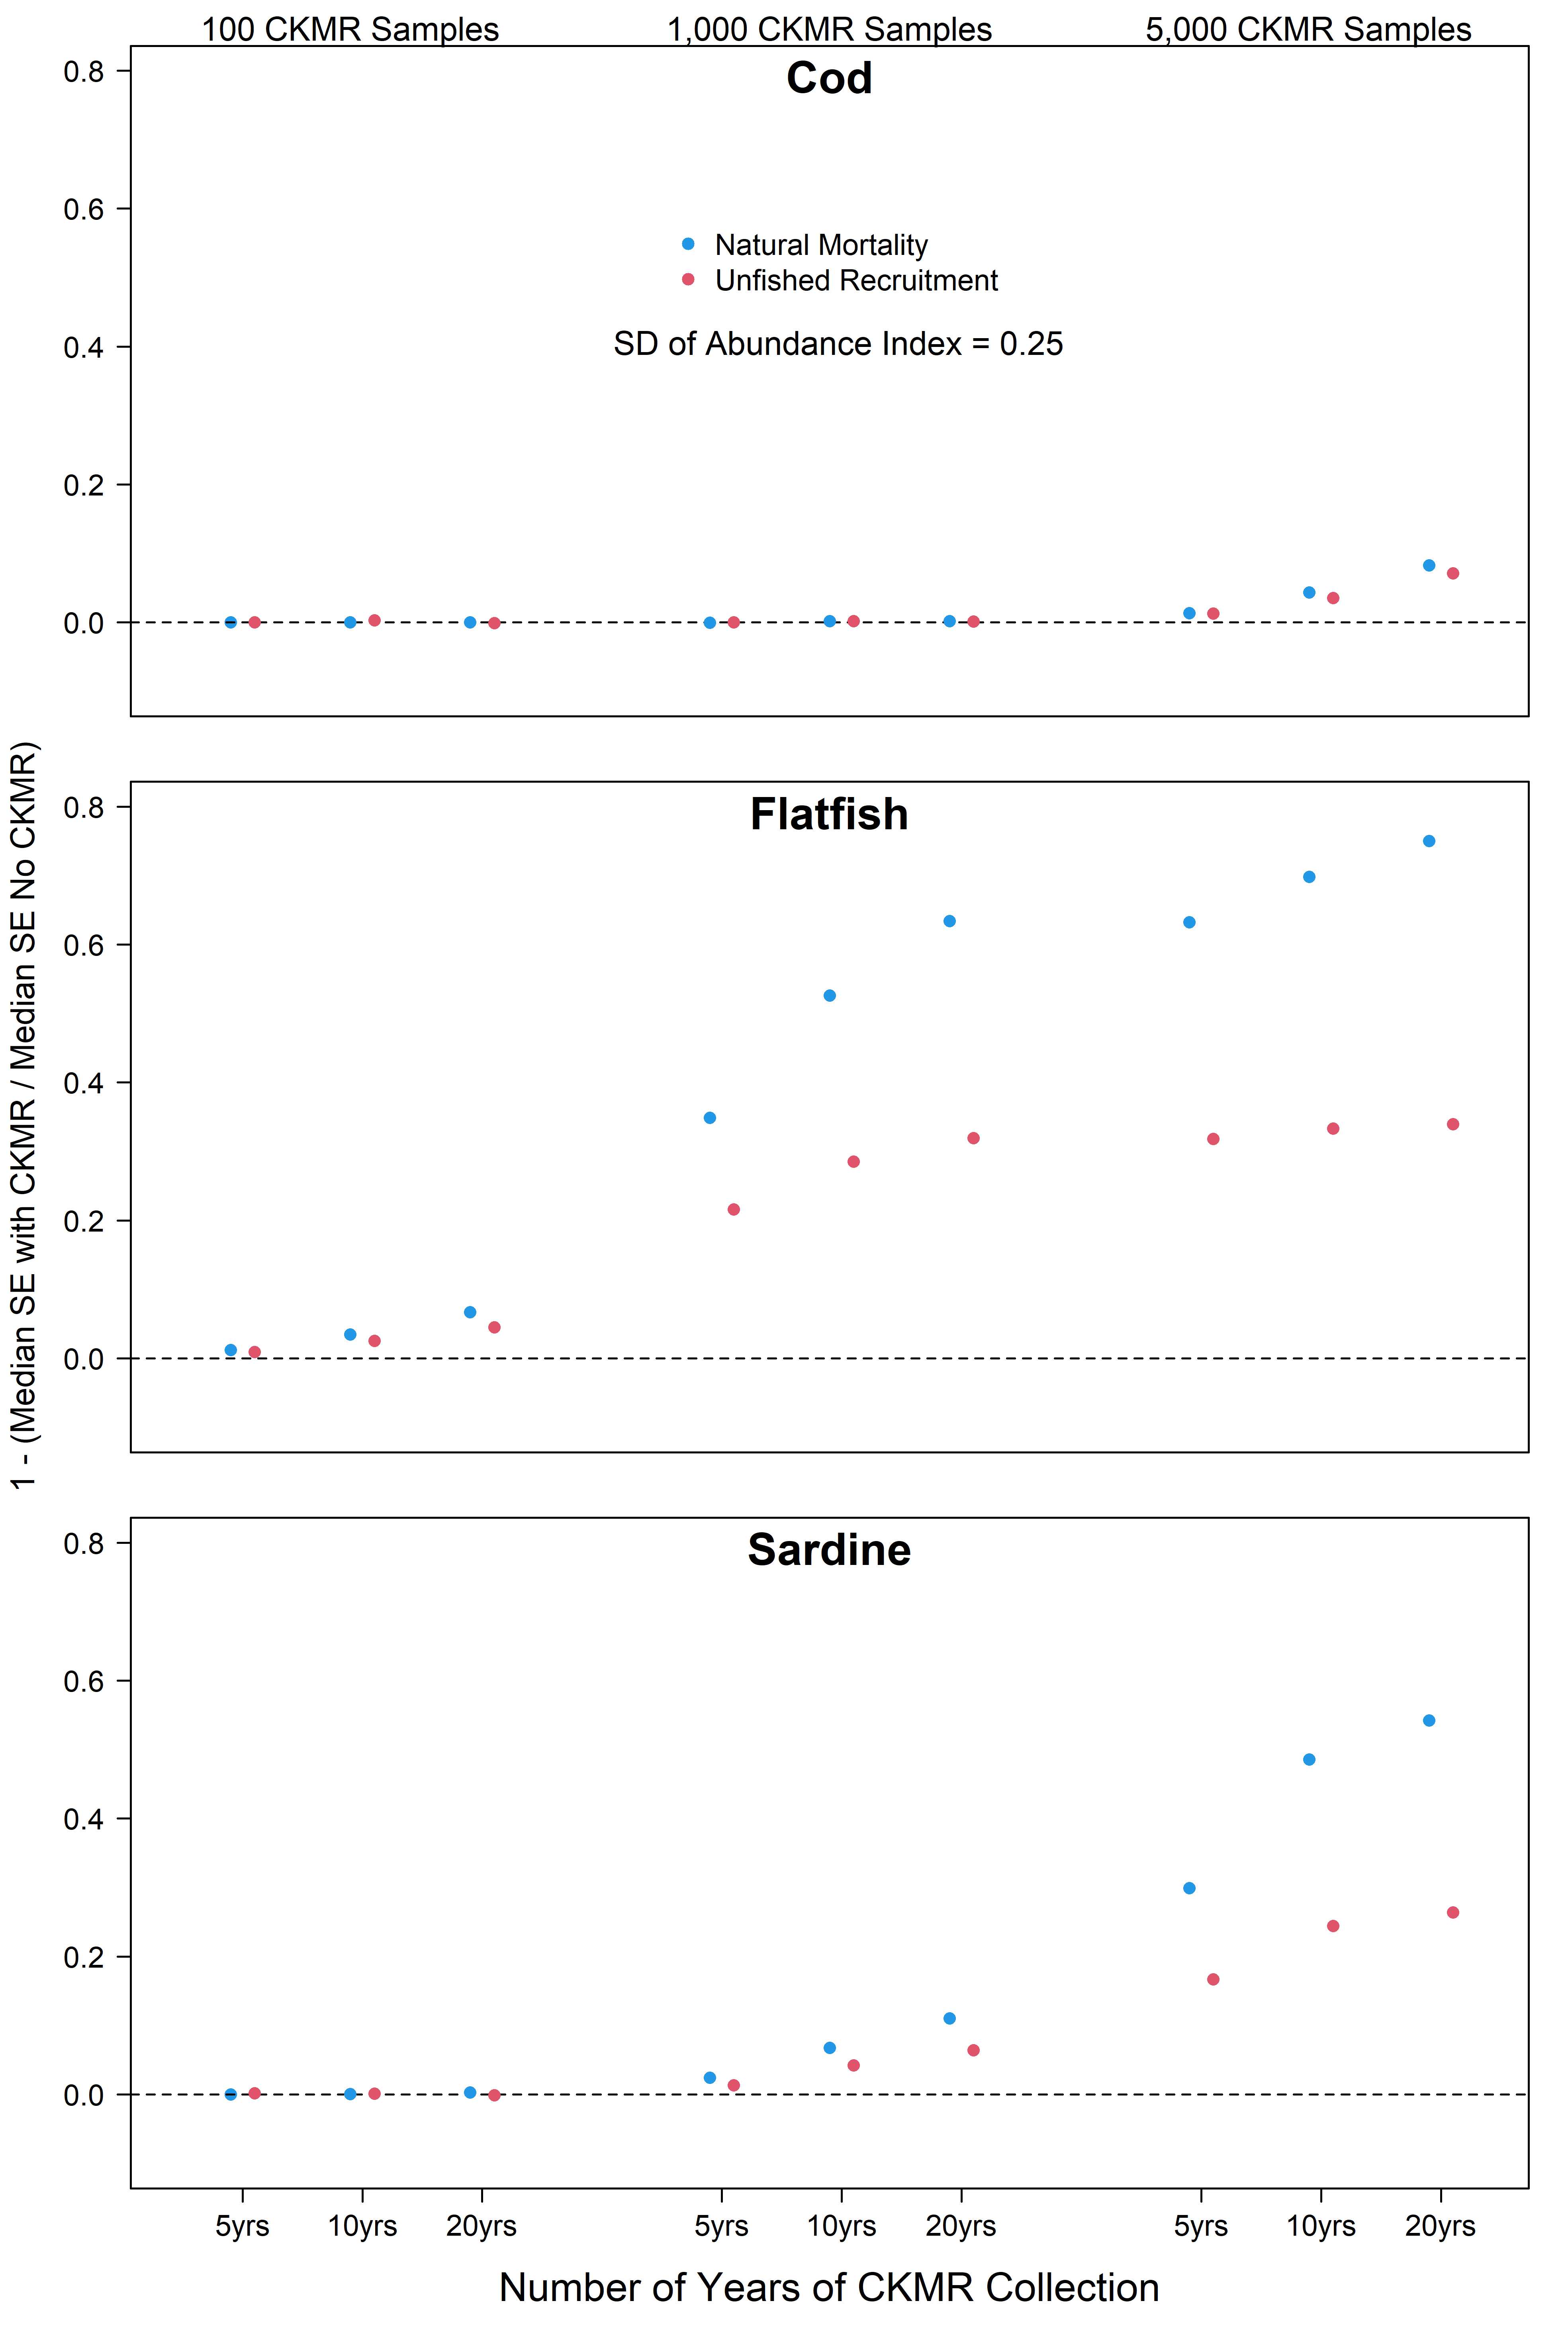 100 CKMR Samples 1,000 CKMR Samples 5,000 CKMR Samples
Cod
0.8
0.6
0.4
0.2
0.0
Natural Mortality
Unfished Recruitment
SD of Abundance Index = 0.25
1 - (Median SE with CKMR / Median SE No CKMR)
Flatfish
0.8
0.6
0.4
0.2
0.0
Sardine
0.8
0.6
0.4
0.2
0.0
5yrs 10yrs 20yrs 5yrs 10yrs 20yrs 5yrs 10yrs 20yrs
Number of Years of CKMR Collection